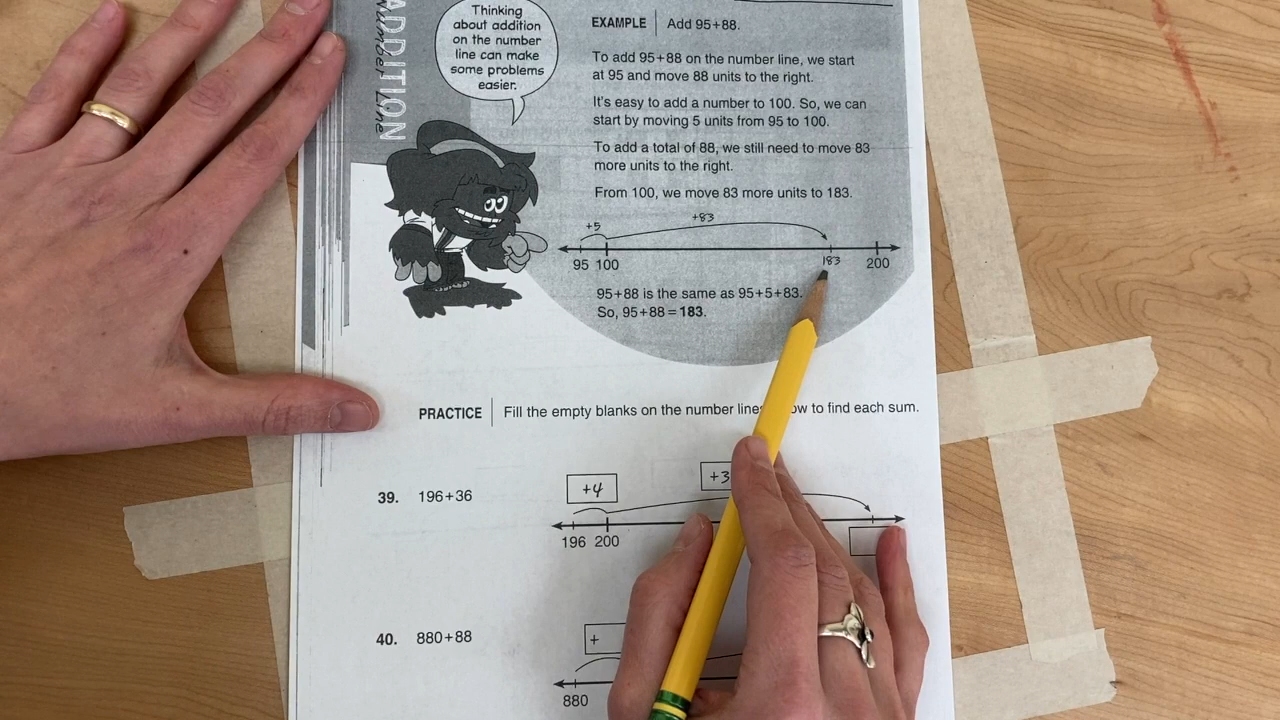 ADDITION
Number Line
Thinking
about addition
on the number
line can make
some problems
easier.
EXAMPLE Add 95+88.
To add 95+88 on the number line, we start
at 95 and move 88 units to the right.
It's easy to add a number to 100. So, we can
start by moving 5 units from 95 to 100.
To add a total of 88, we still need to move 83
more units to the right.
From 100, we move 83 more units to 183.
+5 +83
95 100 183 200
95+88 is the same as 95+5+83.
So, 95+88=183.
PRACTICE Fill the empty blanks on the number lines to find each sum.
39. 196+36
+4 +3
196 200
40. 880+88
+
880